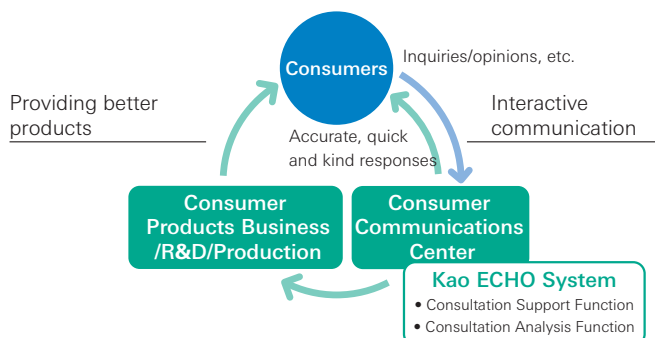 Consumers
Inquiries/opinions, etc.
Providing better
products
Interactive
communication
Accurate, quick
and kind responses
Consumer
Products Business
/R&D/Production
Consumer
Communications
Center
Kao ECHO System
• Consultation Support Function
• Consultation Analysis Function